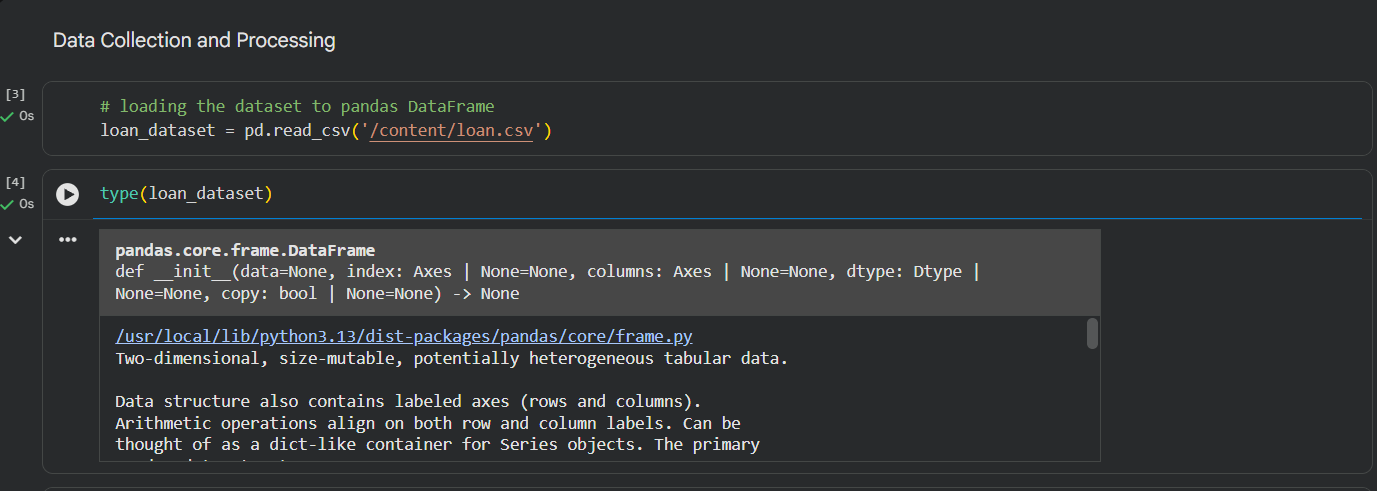 Data Collection and Processing
[3]
0s
# loading the dataset to pandas DataFrame
loan_dataset = pd.read_csv('/content/loan.csv')
[4]
0s
type(loan_dataset)
pandas.core.frame.DataFrame
def __init__(data=None, index: Axes | None=None, columns: Axes | None=None, dtype: Dtype |
None=None, copy: bool | None=None) -> None
/usr/local/lib/python3.13/dist-packages/pandas/core/frame.py
Two-dimensional, size-mutable, potentially heterogeneous tabular data.
Data structure also contains labeled axes (rows and columns).
Arithmetic operations align on both row and column labels. Can be
thought of as a dict-like container for Series objects. The primary